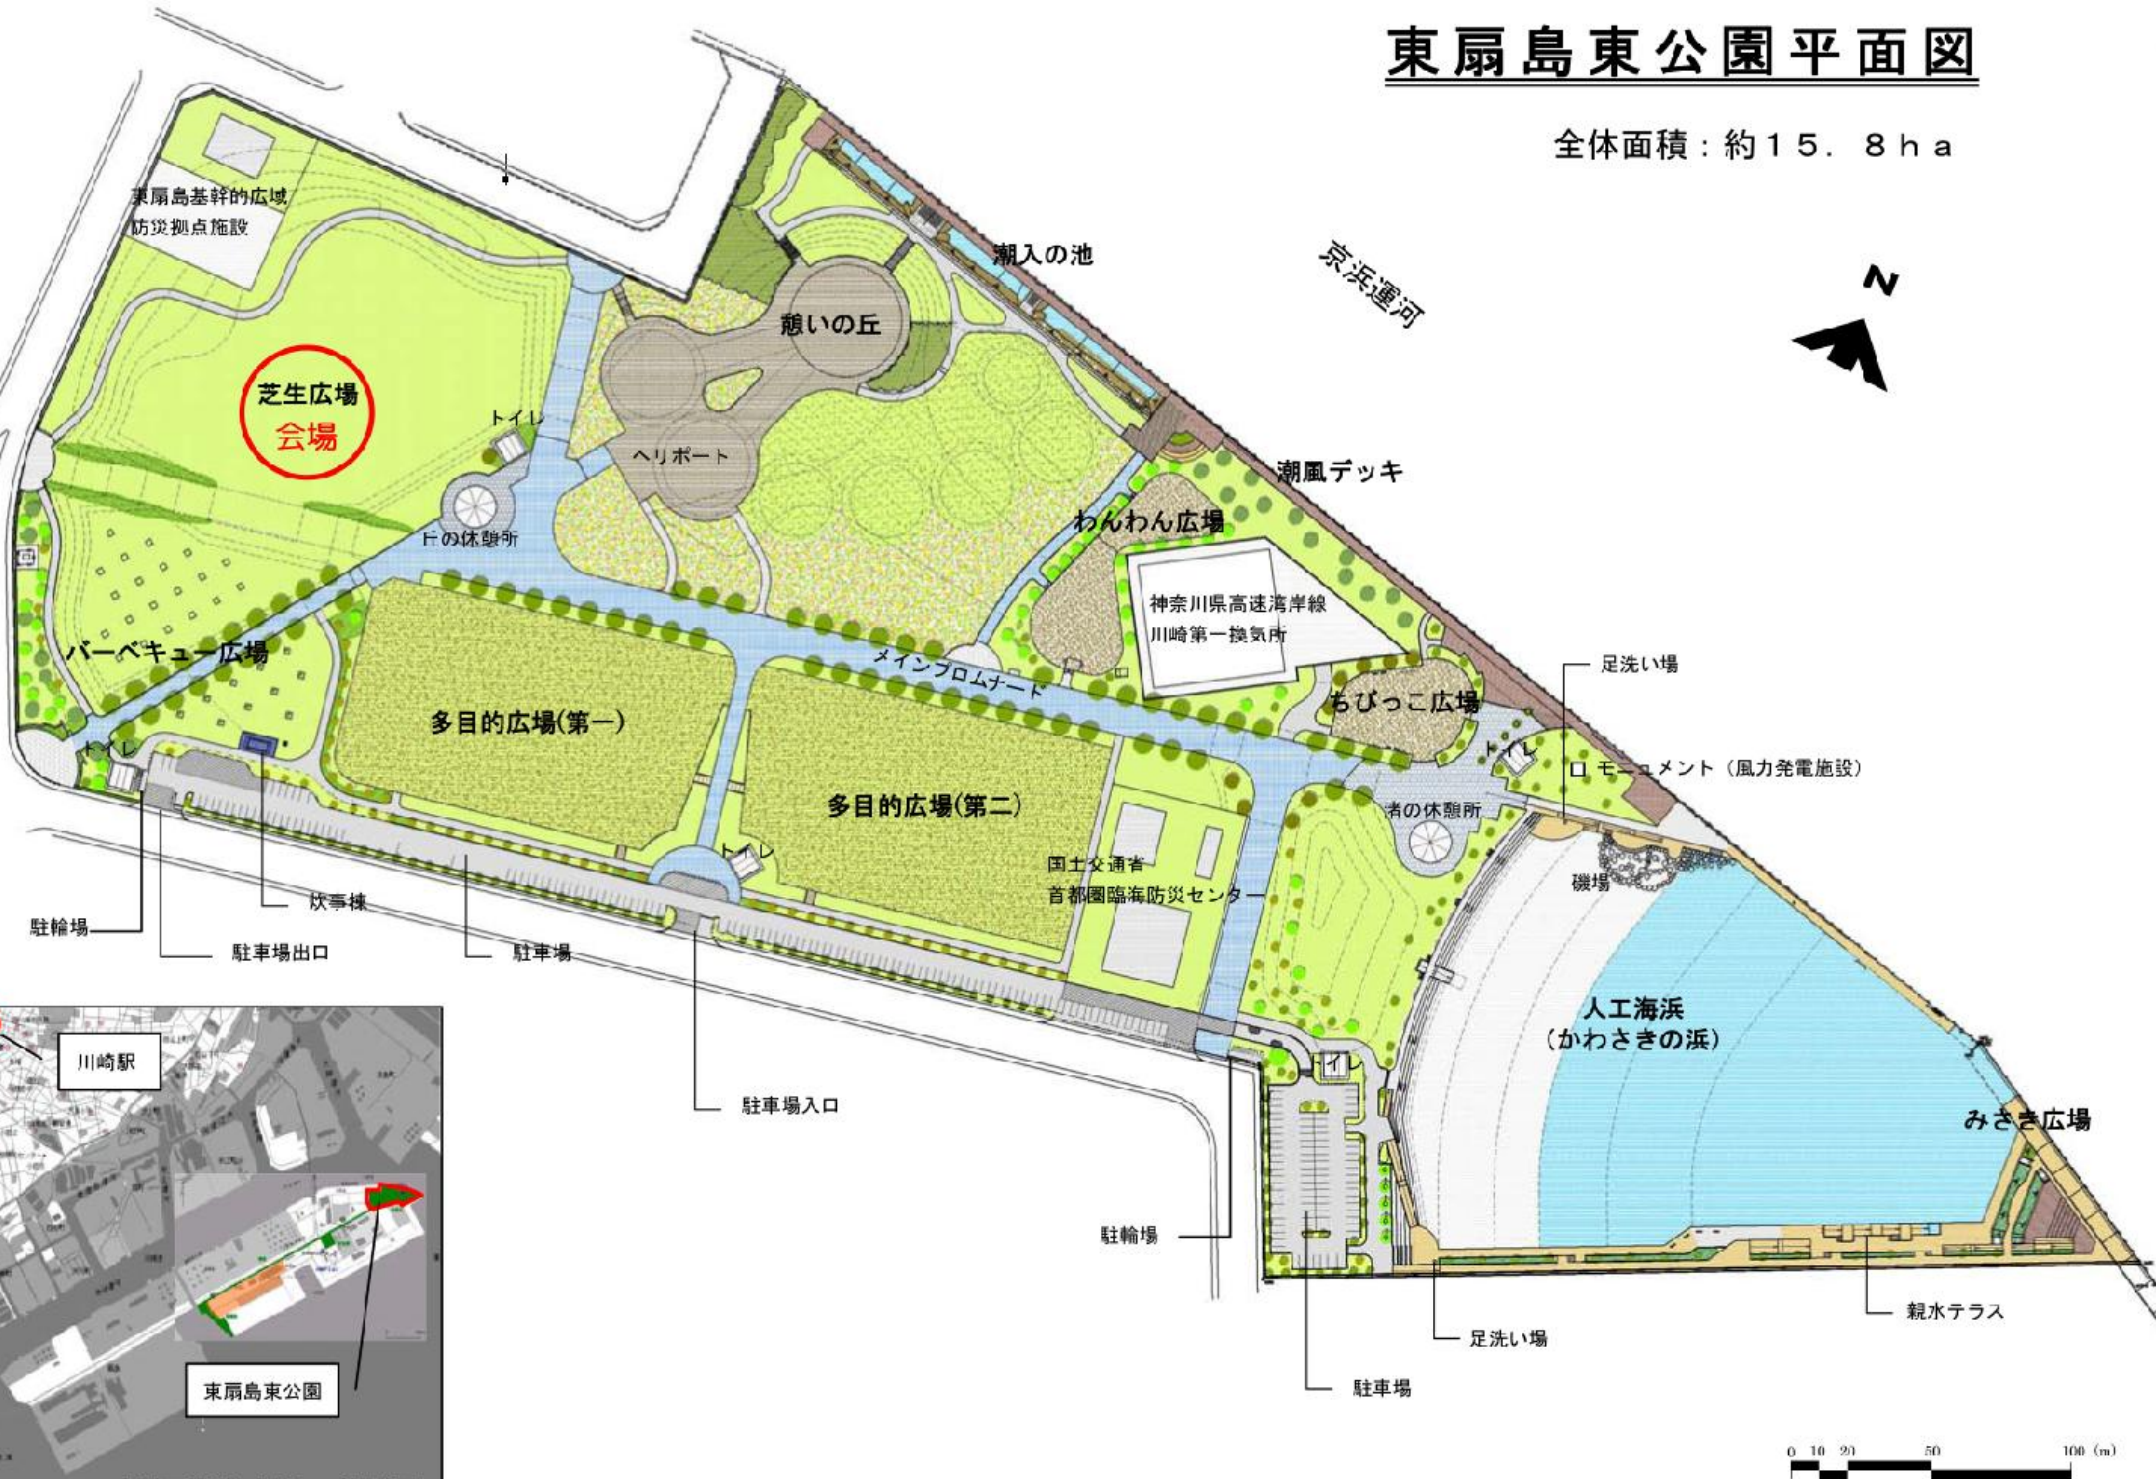 東扇島東公園平面図
全体面積：約１５．８ｈａ
N
東扇島基幹的広域
防災拠点施設
潮入の池
京浜運河
憩いの丘
芝生広場
会場
トイレ
ヘリポート
潮風デッキ
わんわん広場
丘の休憩所
神奈川県高速湾岸線
川崎第一換気所
バーベキュー広場
メインプロムナード
足洗い場
ちびっこ広場
多目的広場(第一)
トイレ
トイレ
モニュメント（風力発電施設）
多目的広場(第二)
渚の休憩所
トイレ
国土交通省
首都圏臨海防災センター
磯場
炊事棟
駐輪場
駐車場出口
駐車場
人工海浜
（かわさきの浜）
川崎駅
トイレ
駐車場入口
みさき広場
駐輪場
親水テラス
足洗い場
東扇島東公園
駐車場
0 10 20 50 100 (m)